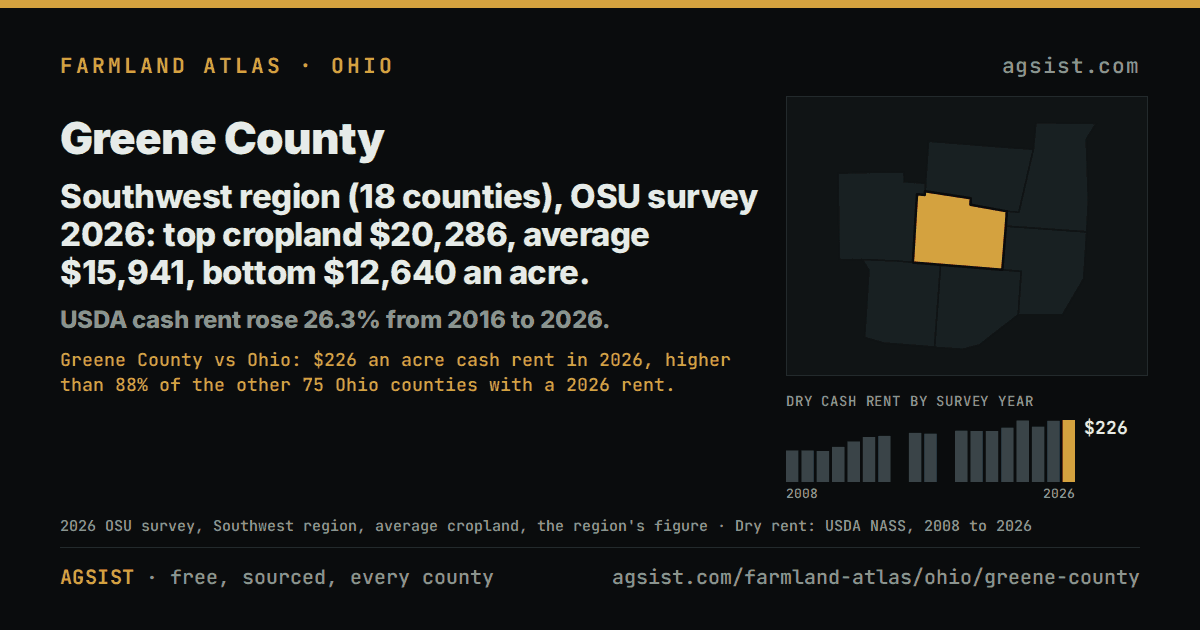 FARMLAND ATLAS · OHIO
agsist.com
Greene County
Southwest region (18 counties), OSU survey
2026: top cropland $20,286, average
$15,941, bottom $12,640 an acre.
USDA cash rent rose 26.3% from 2016 to 2026.
Greene County vs Ohio: $226 an acre cash rent in 2026, higher
than 88% of the other 75 Ohio counties with a 2026 rent.
DRY CASH RENT BY SURVEY YEAR
$226
2008
2026
2026 OSU survey, Southwest region, average cropland, the region's figure · Dry rent: USDA NASS, 2008 to 2026
AGSIST · free, sourced, every county
agsist.com/farmland-atlas/ohio/greene-county